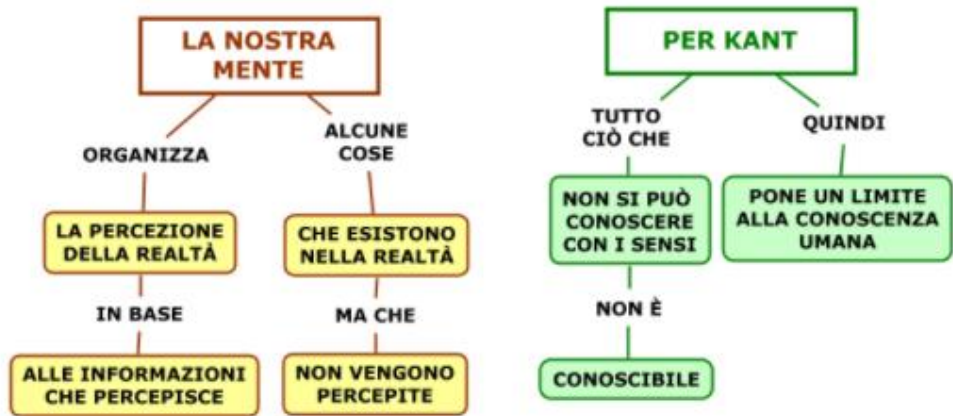 LA NOSTRA
MENTE
ORGANIZZA
LA PERCEZIONE
DELLA REALTÀ
IN BASE
ALLE INFORMAZIONI
CHE PERCEPISCE
ALCUNE
COSE
CHE ESISTONO
NELLA REALTÀ
MA CHE
NON VENGONO
PERCEPITE
PER KANT
TUTTO
CIÒ CHE
NON SI PUÒ
CONOSCERE
CON I SENSI
NON È
CONOSCIBILE
QUINDI
PONE UN LIMITE
ALLA CONOSCENZA
UMANA